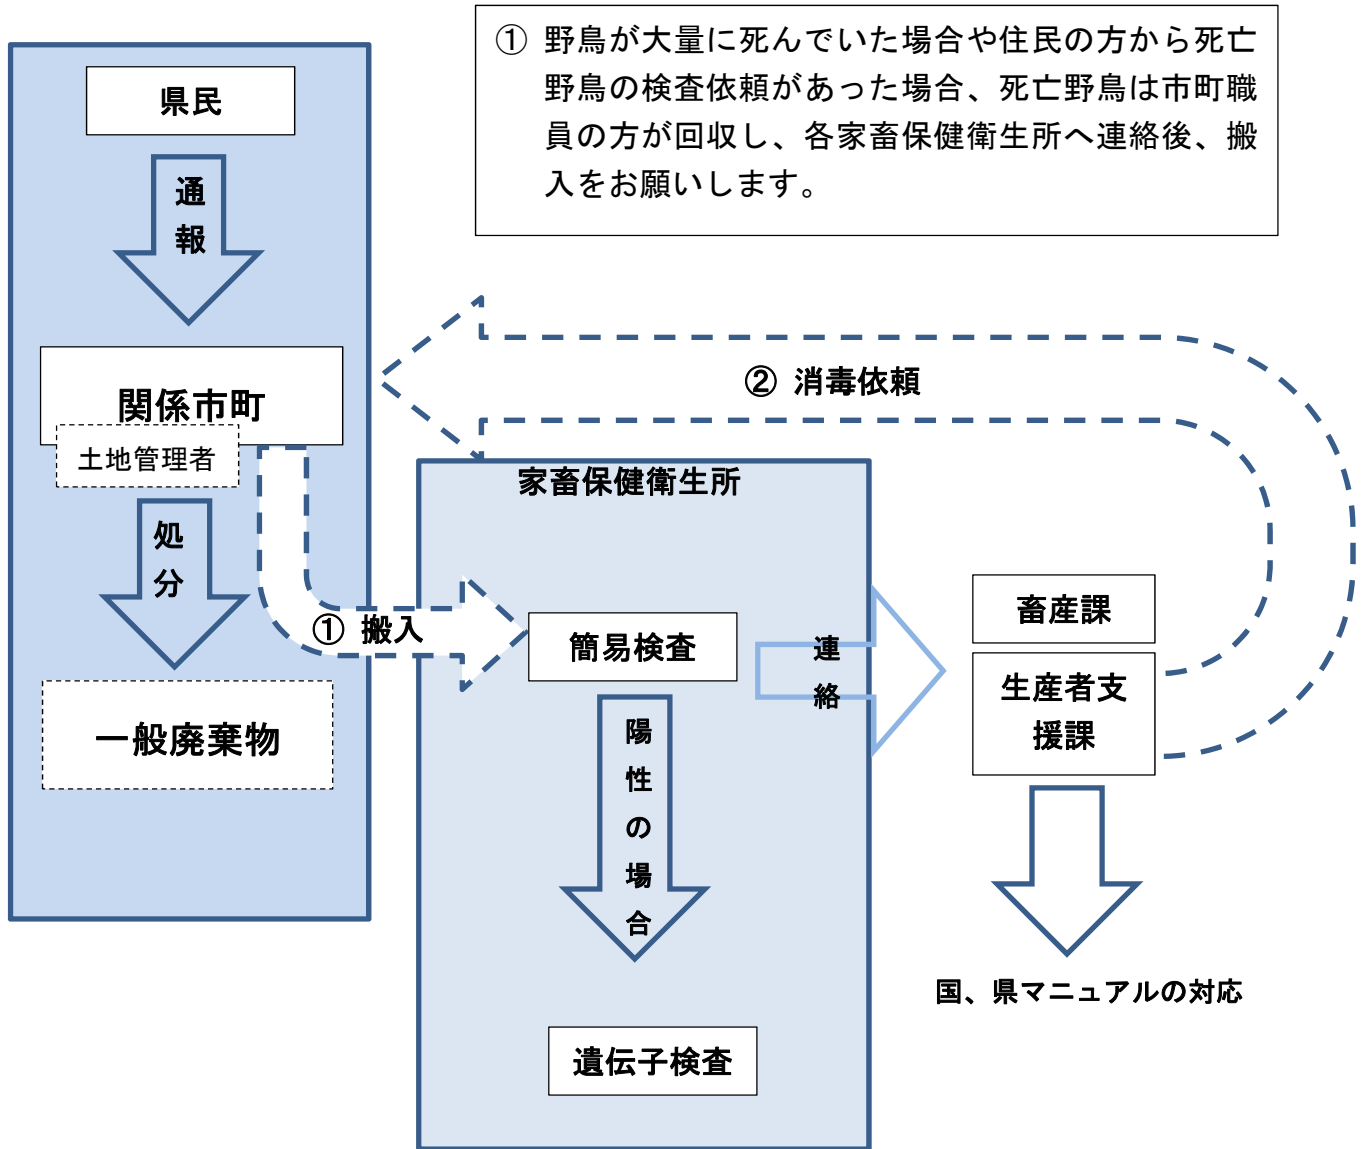 ① 野鳥が大量に死んでいた場合や住民の方から死亡
野鳥の検査依頼があった場合、死亡野鳥は市町職
員の方が回収し、各家畜保健衛生所へ連絡後、搬
入をお願いします。
県民
通報
関係市町
土地管理者
処分
一般廃棄物
② 消毒依頼
① 搬入
家畜保健衛生所
簡易検査
陽性の場合
遺伝子検査
連絡
畜産課
生産者支
援課
国、県マニュアルの対応